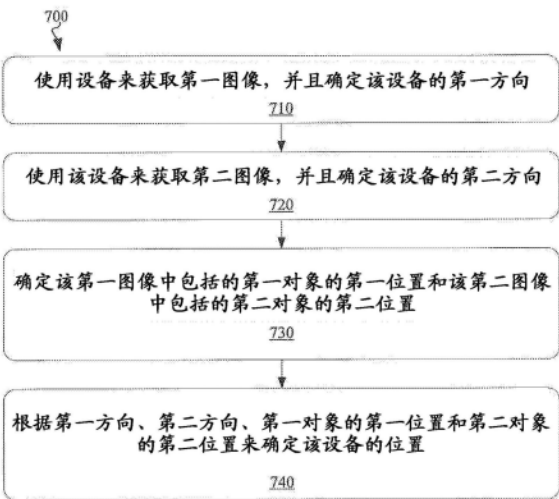 700
使用设备来获取第一图像，并且确定该设备的第一方向
710
使用该设备来获取第二图像，并且确定该设备的第二方向
720
确定该第一图像中包括的第一对象的第一位置和该第二图像
中包括的第二对象的第二位置
730
根据第一方向、第二方向、第一对象的第一位置和第二对象
的第二位置来确定该设备的位置
740